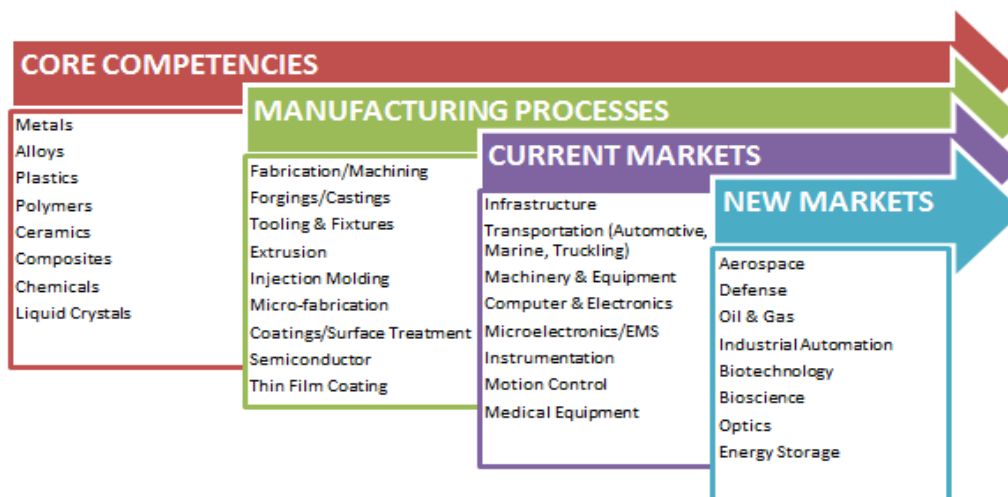 CORE COMPETENCIES
Metals
Alloys
Plastics
Polymers
Ceramics
Composites
Chemicals
Liquid Crystals
MANUFACTURING PROCESSES
Fabrication/Machining
Forgings/Castings
Tooling & Fixtures
Extrusion
Injection Molding
Micro-fabrication
Coatings/Surface Treatment
Semiconductor
Thin Film Coating
CURRENT MARKETS
Infrastructure
Transportation (Automotive,
Marine, Truckling)
Machinery & Equipment
Computer & Electronics
Microelectronics/EMS
Instrumentation
Motion Control
Medical Equipment
NEW MARKETS
Aerospace
Defense
Oil & Gas
Industrial Automation
Biotechnology
Bioscience
Optics
Energy Storage